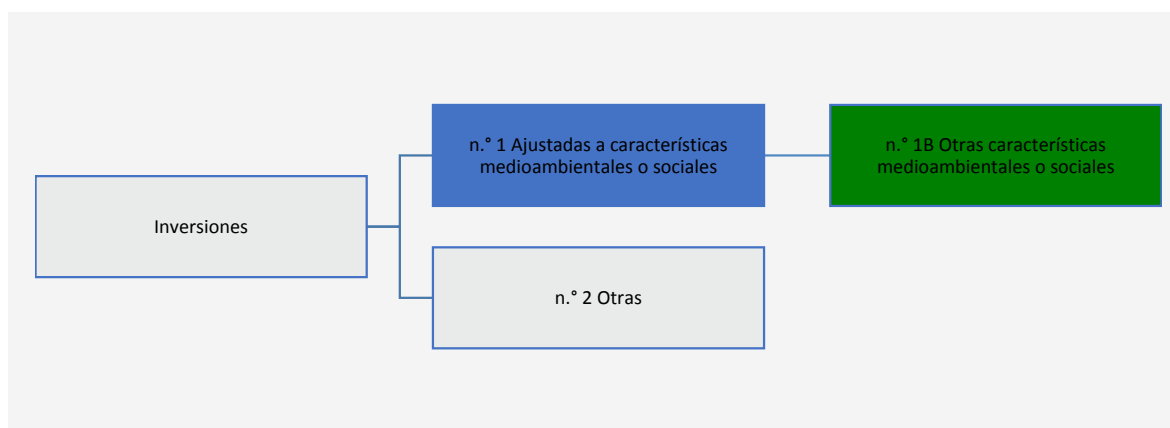 n.° 1 Ajustadas a características
medioambientales o sociales
n.° 1B Otras características
medioambientales o sociales
Inversiones
n.° 2 Otras